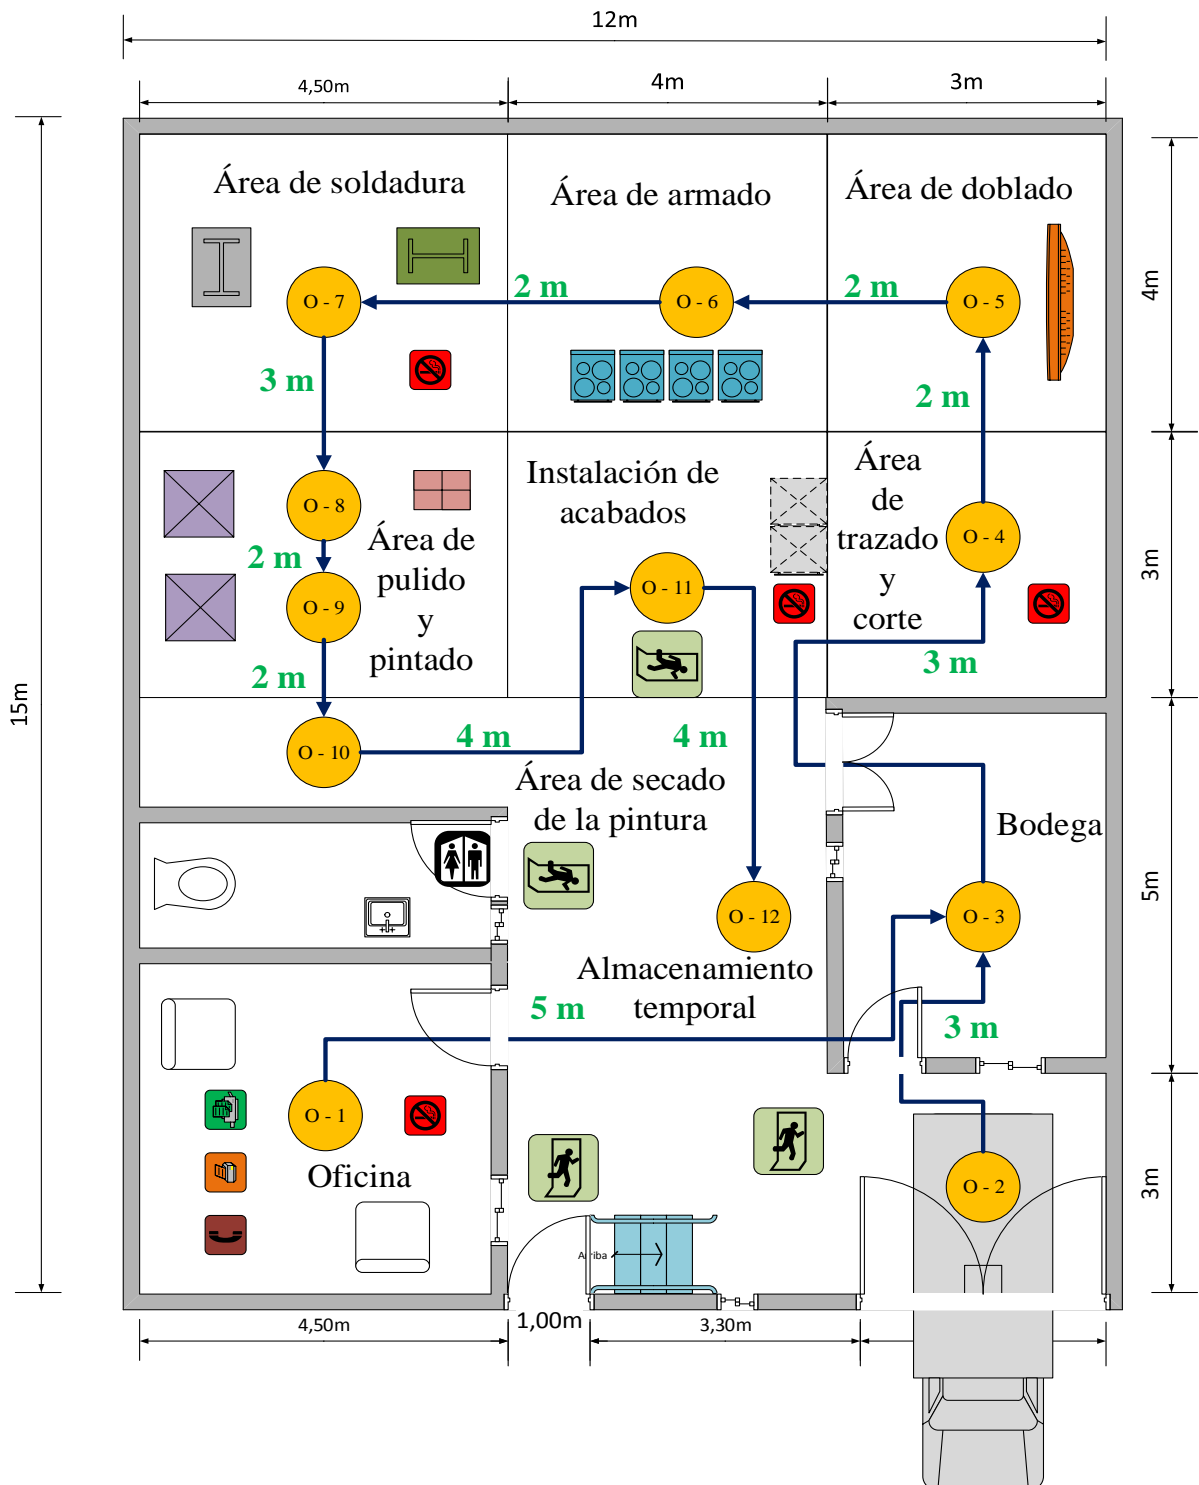 12m
4,50m
4m
3m
15m
Área de soldadura
Área de armado
Área de doblado
4m
O - 7
2 m
O - 6
2 m
O - 5
3 m
2 m
Instalación de
acabados
Área
de
trazado
y
corte
O - 8
O - 4
3m
Área de
pulido
y
pintado
2 m
O - 9
O - 11
3 m
2 m
O - 10
4 m
4 m
Área de secado
de la pintura
Bodega
5m
O - 12
O - 3
Almacenamiento
temporal
5 m
3 m
O - 1
Oficina
O - 2
3m
Arriba
4,50m
1,00m
3,30m